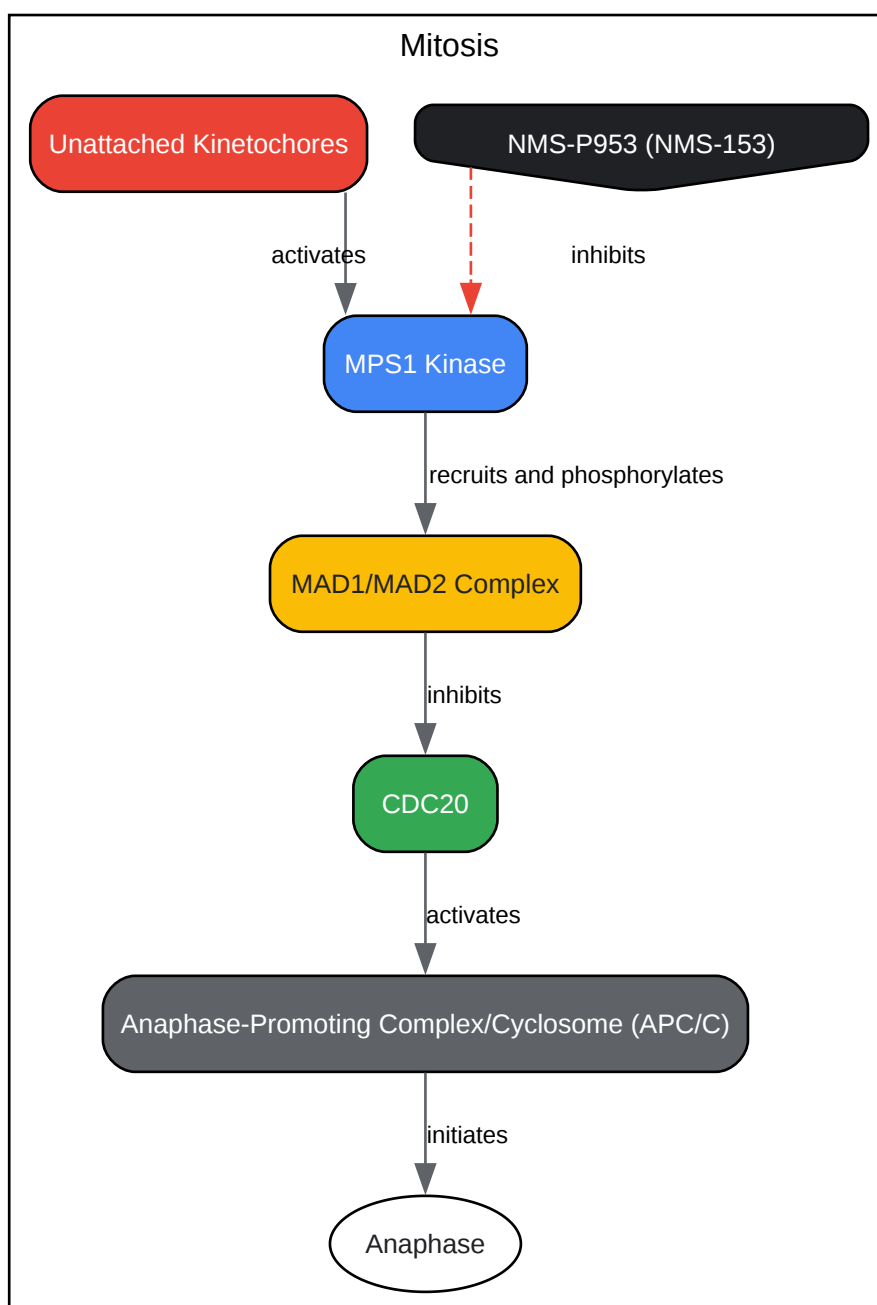 Mitosis
Unattached Kinetochores
NMS-P953 (NMS-153)
activates
inhibits
MPS1 Kinase
recruits and phosphorylates
MAD1/MAD2 Complex
inhibits
CDC20
activates
Anaphase-Promoting Complex/Cyclosome (APC/C)
initiates
Anaphase